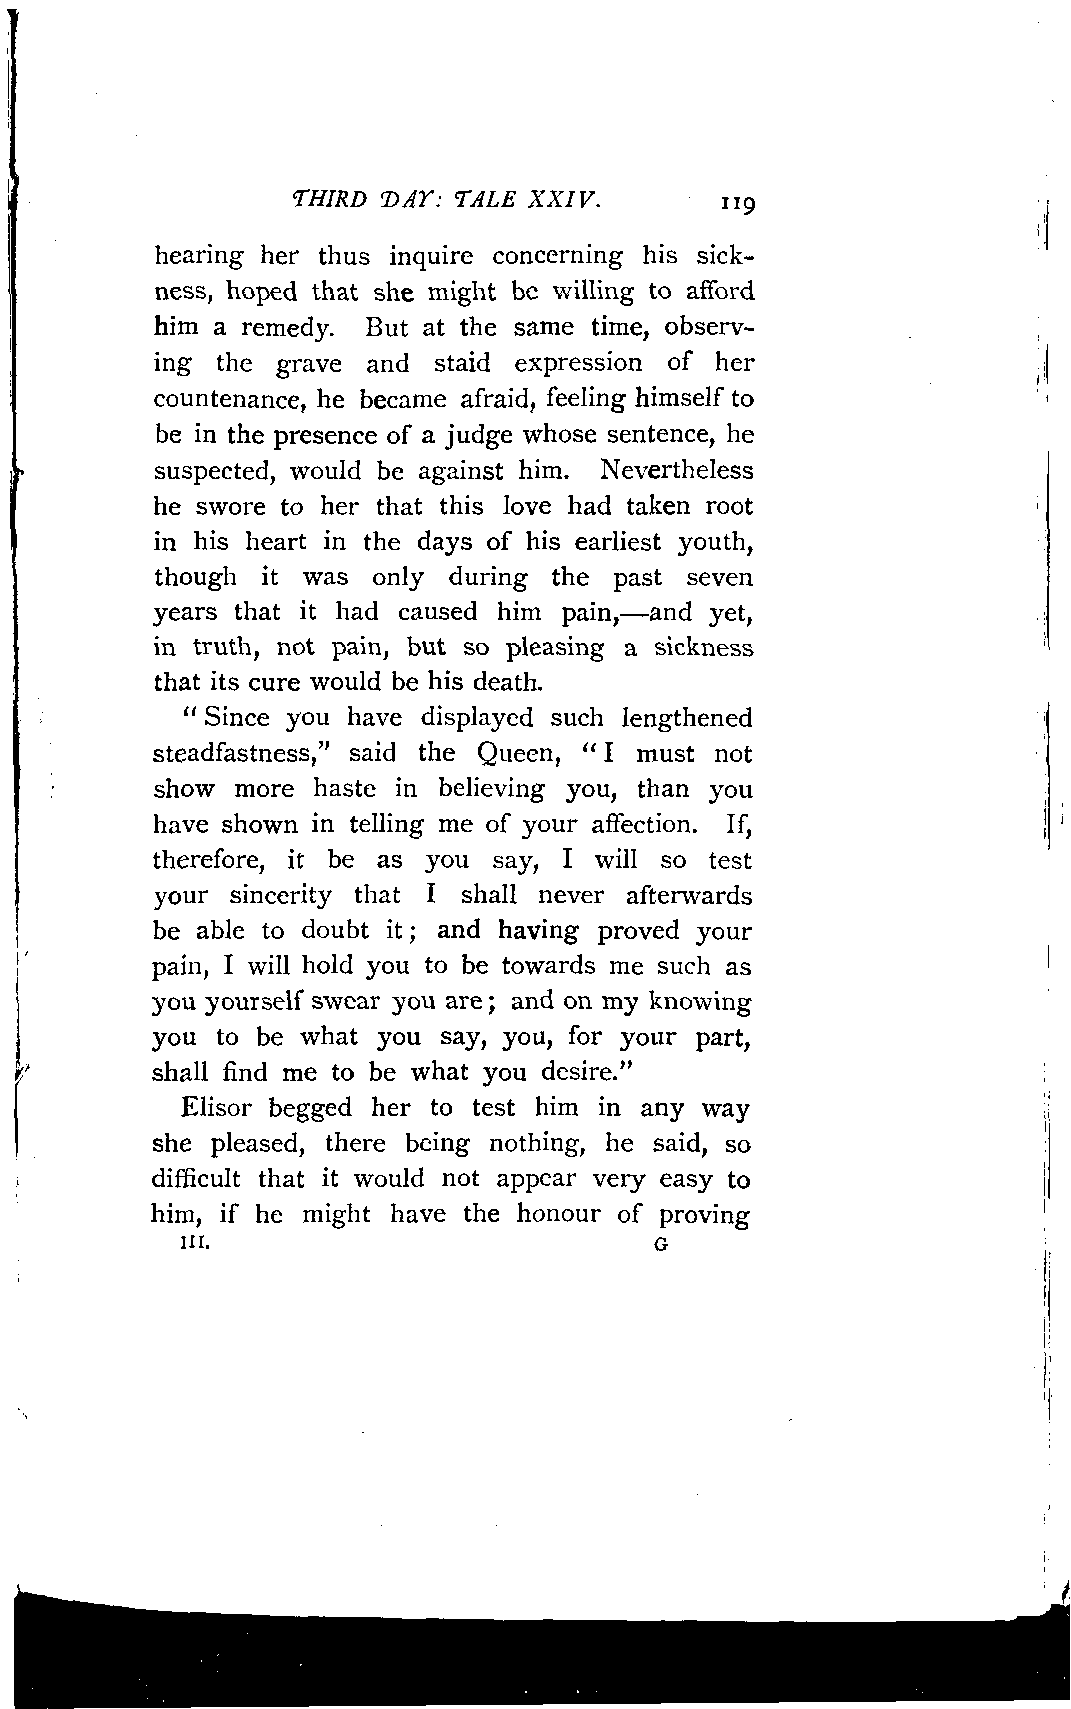 THIRD DAY: TALE XXIV. 119
hearing her thus inquire concerning his sick-
ness, hoped that she might be willing to afford
him a remedy. But at the same time, observ-
ing the grave and staid expression of her
countenance, he became afraid, feeling himself to
be in the presence of a judge whose sentence, he
suspected, would be against him. Nevertheless
he swore to her that this love had taken root
in his heart in the days of his earliest youth,
though it was only during the past seven
years that it had caused him pain,—and yet,
in truth, not pain, but so pleasing a sickness
that its cure would be his death.
"Since you have displayed such lengthened
steadfastness," said the Queen, "I must not
show more haste in believing you, than you
have shown in telling me of your affection. If,
therefore, it be as you say, I will so test
your sincerity that I shall never afterwards
be able to doubt it; and having proved your
pain, I will hold you to be towards me such as
you yourself swear you are; and on my knowing
you to be what you say, you, for your part,
shall find me to be what you desire."
Elisor begged her to test him in any way
she pleased, there being nothing, he said, so
difficult that it would not appear very easy to
him, if he might have the honour of proving
III. G